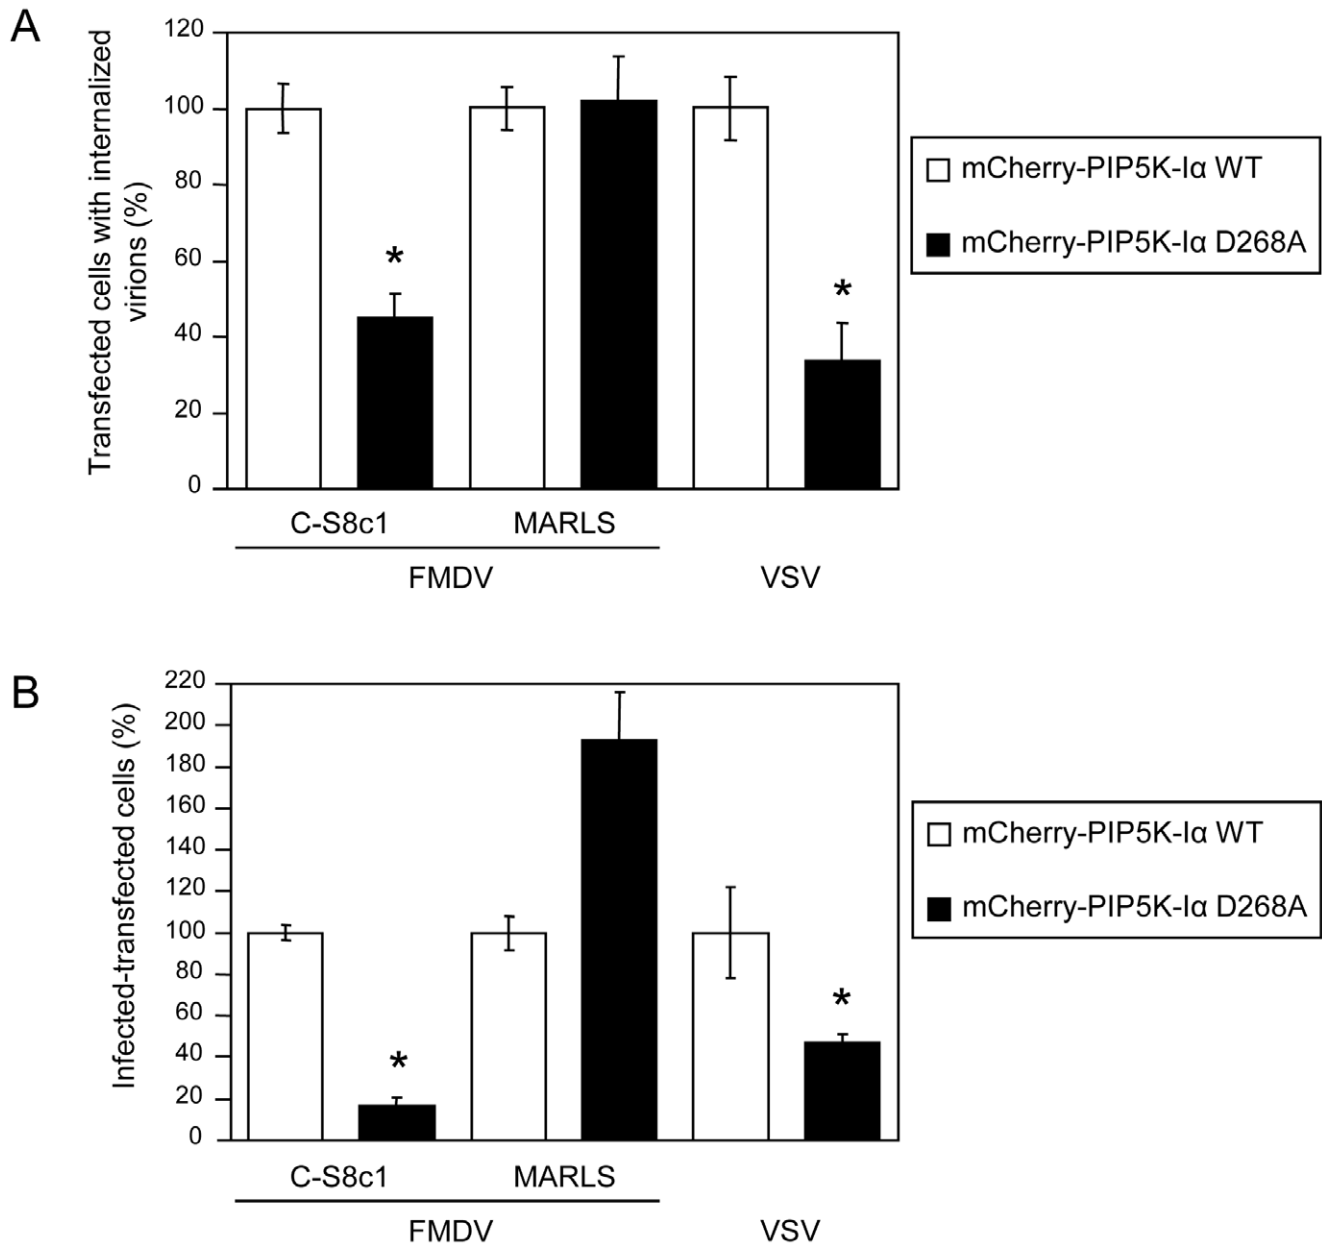 A
Transfected cells with internalized
virions (%)
120
100
80
60
40
20
0
*
*
C-S8c1
MARLS
FMDV
VSV
mCherry-PIP5K-Iα WT
mCherry-PIP5K-Iα D268A
B
Infected-transfected cells (%)
220
200
180
160
140
120
100
80
60
40
20
0
*
*
C-S8c1
MARLS
FMDV
VSV
mCherry-PIP5K-Iα WT
mCherry-PIP5K-Iα D268A